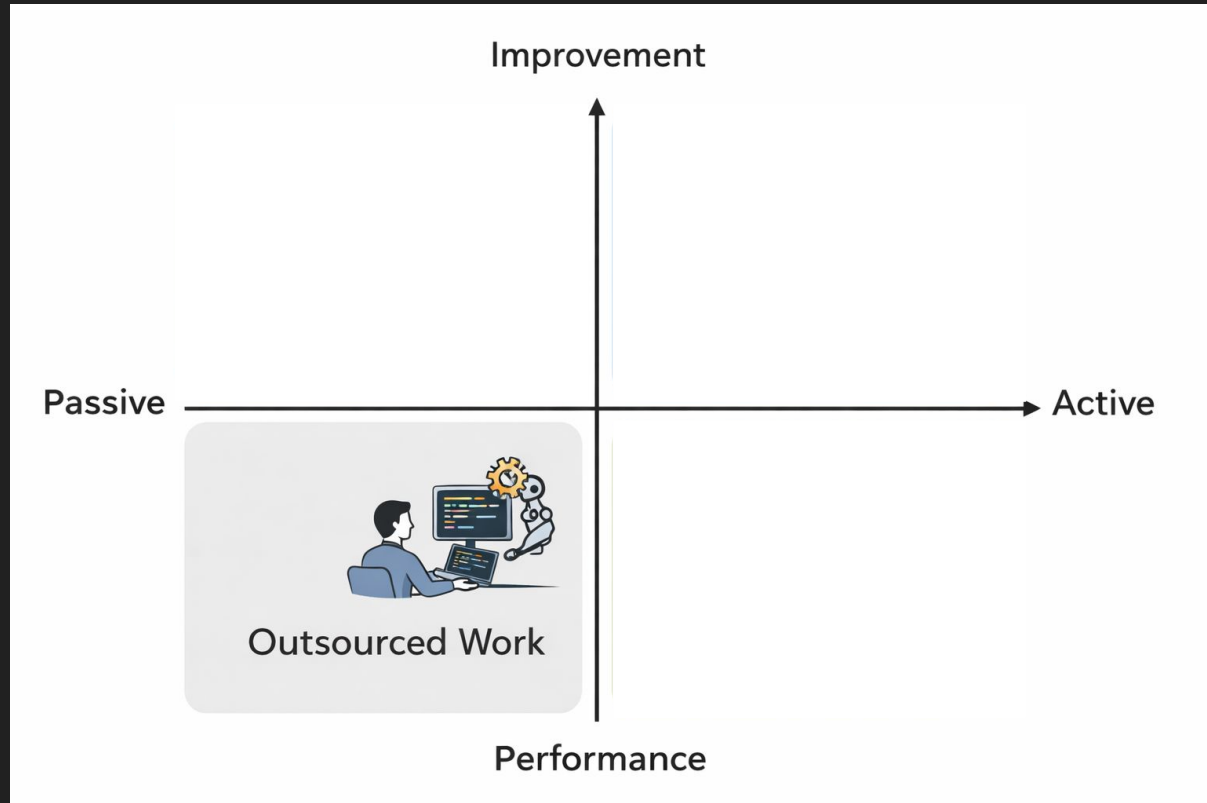 Improvement
Passive
Active
Outsourced Work
Performance